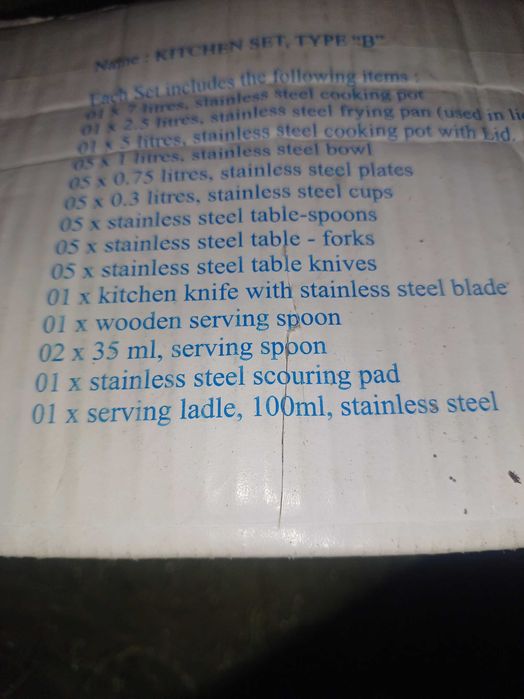 Name : KITCHEN SET, TYPE "B"
Each Set includes the following items :
01 x 7 litres, stainless steel cooking pot
01 x 2.5 litres, stainless steel frying pan (used in
01 x 5 litres, stainless steel cooking pot with Lid.
05 x 1 litres, stainless steel bowl
05 x 0.75 litres, stainless steel plates
05 x 0.3 litres, stainless steel cups
05 x stainless steel table-spoons
05 x stainless steel table - forks
05 x stainless steel table knives
01 x kitchen knife with stainless steel blade
01 x wooden serving spoon
02 x 35 ml, serving spoon
01 x stainless steel scouring pad
01 x serving ladle, 100ml, stainless steel